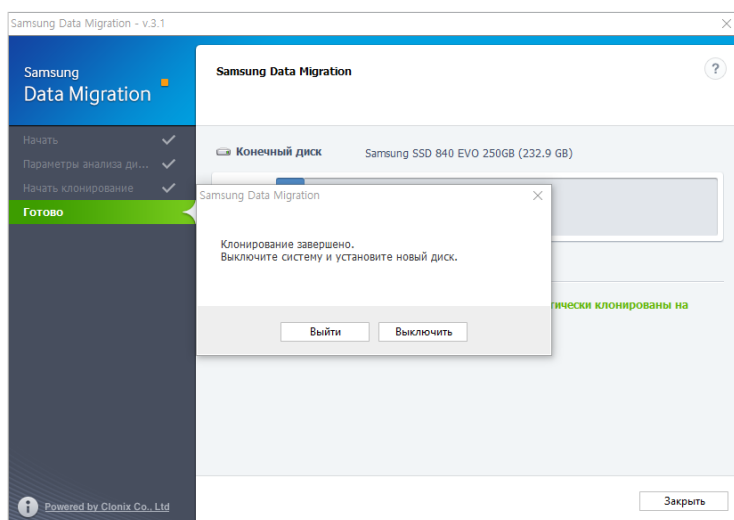 Samsung Data Migration - v.3.1
Samsung
Data Migration
Samsung Data Migration
?
Начать
Параметры анализа ди...
Начать клонирование
Готово
Конечный диск Samsung SSD 840 EVO 250GB (232.9 GB)
Samsung Data Migration
Клонирование завершено.
Выключите систему и установите новый диск.
Выйти Выключить
клонированы на
Powered by Clonix Co., Ltd
Закрыть